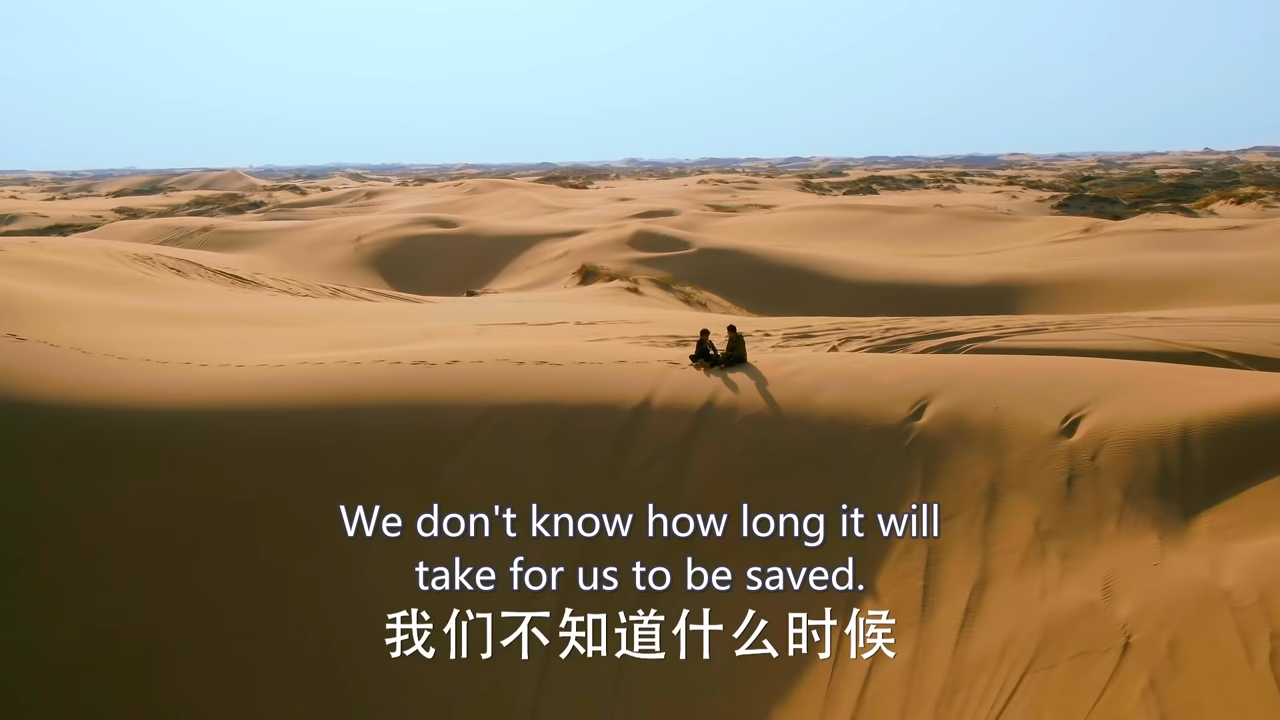 We don't know how long it will
take for us to be saved.
我们不知道什么时候